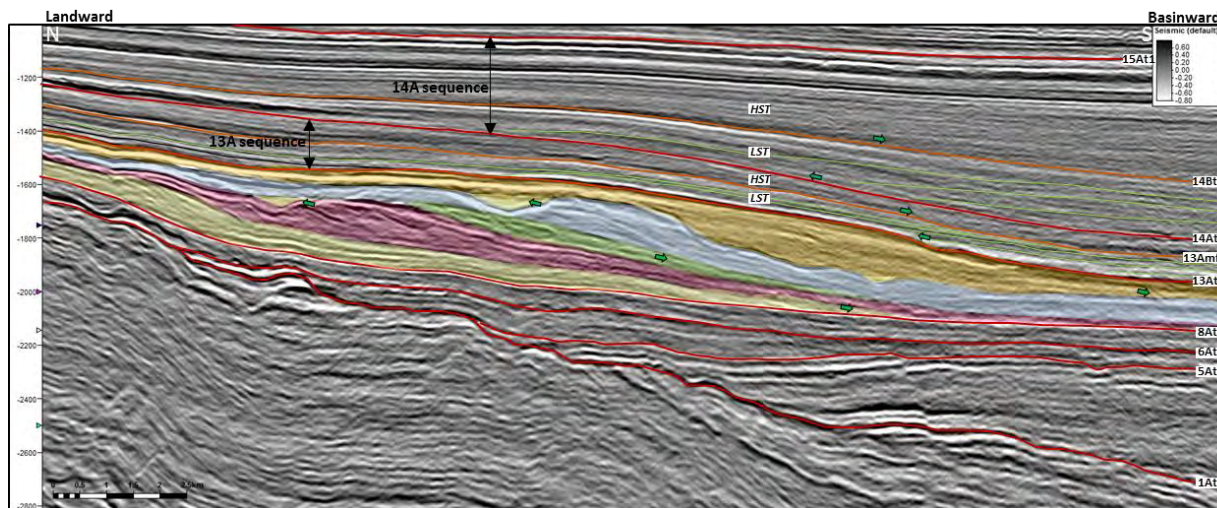 Landward
Basinward
N
S
Seismic (default)
0.60
0.40
0.20
0.00
-0.20
-0.40
-0.60
-0.80
15At1
-1200
14A sequence
HST
-1400
13A sequence
LST
14Bt
HST
-1600
LST
-1800
14At
13Amf
13At
-2000
8At
6At
-2200
5At
-2400
-2600
0 0.5 1 1.5 2 2.5km
1At
-2800